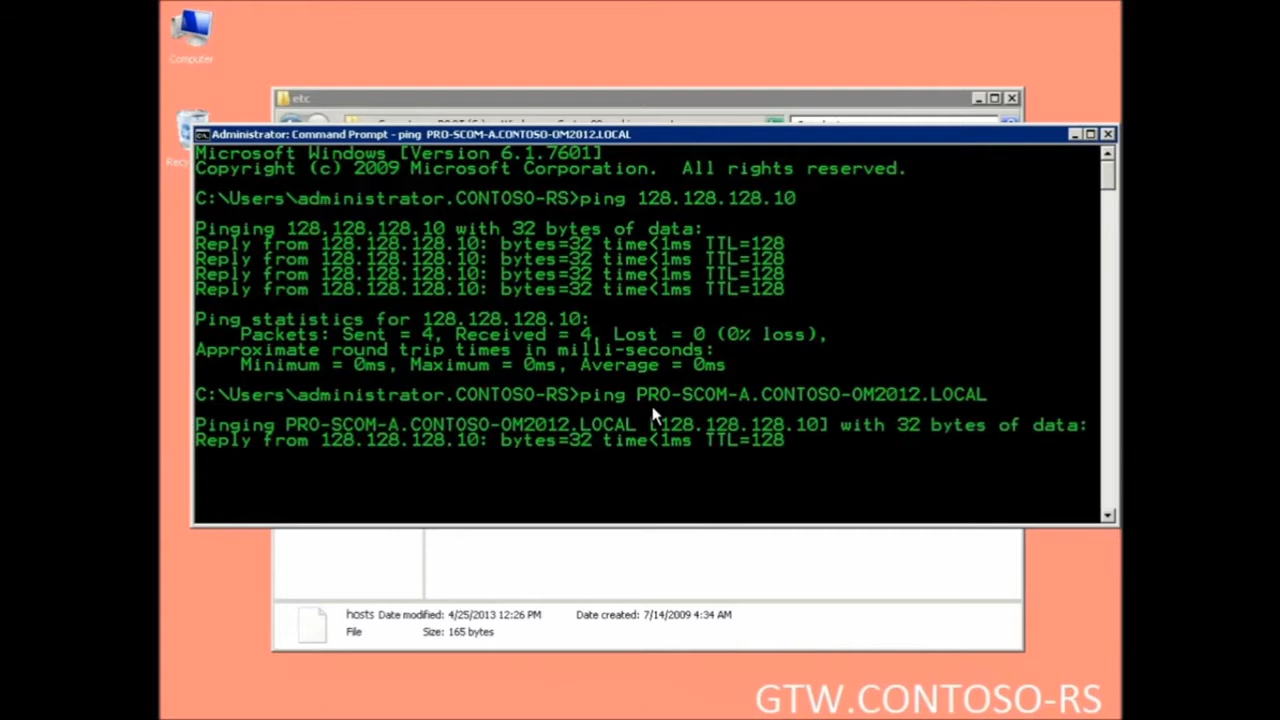 Computer
etc
Administrator: Command Prompt - ping PRO-SCOM-A.CONTOSO-OM2012.LOCAL
Microsoft Windows [Version 6.1.7601]
Copyright (c) 2009 Microsoft Corporation. All rights reserved.
C:\Users\administrator.CONTOSO-RS>ping 128.128.128.10
Pinging 128.128.128.10 with 32 bytes of data:
Reply from 128.128.128.10: bytes=32 time<1ms TTL=128
Reply from 128.128.128.10: bytes=32 time<1ms TTL=128
Reply from 128.128.128.10: bytes=32 time<1ms TTL=128
Reply from 128.128.128.10: bytes=32 time<1ms TTL=128
Ping statistics for 128.128.128.10:
Packets: Sent = 4, Received = 4, Lost = 0 (0% loss),
Approximate round trip times in milli-seconds:
Minimum = 0ms, Maximum = 0ms, Average = 0ms
C:\Users\administrator.CONTOSO-RS>ping PRO-SCOM-A.CONTOSO-OM2012.LOCAL
Pinging PRO-SCOM-A.CONTOSO-OM2012.LOCAL [128.128.128.10] with 32 bytes of data:
Reply from 128.128.128.10: bytes=32 time<1ms TTL=128
hosts Date modified: 4/25/2013 12:26 PM Date created: 7/14/2009 4:34 AM
File Size: 165 bytes
GTW.CONTOSO-RS